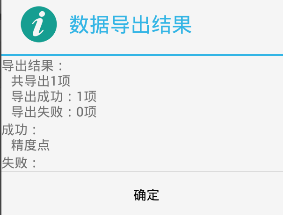 数据导出结果
导出结果：
共导出1项
导出成功：1项
导出失败：0项
成功：
精度点
失败：
确定